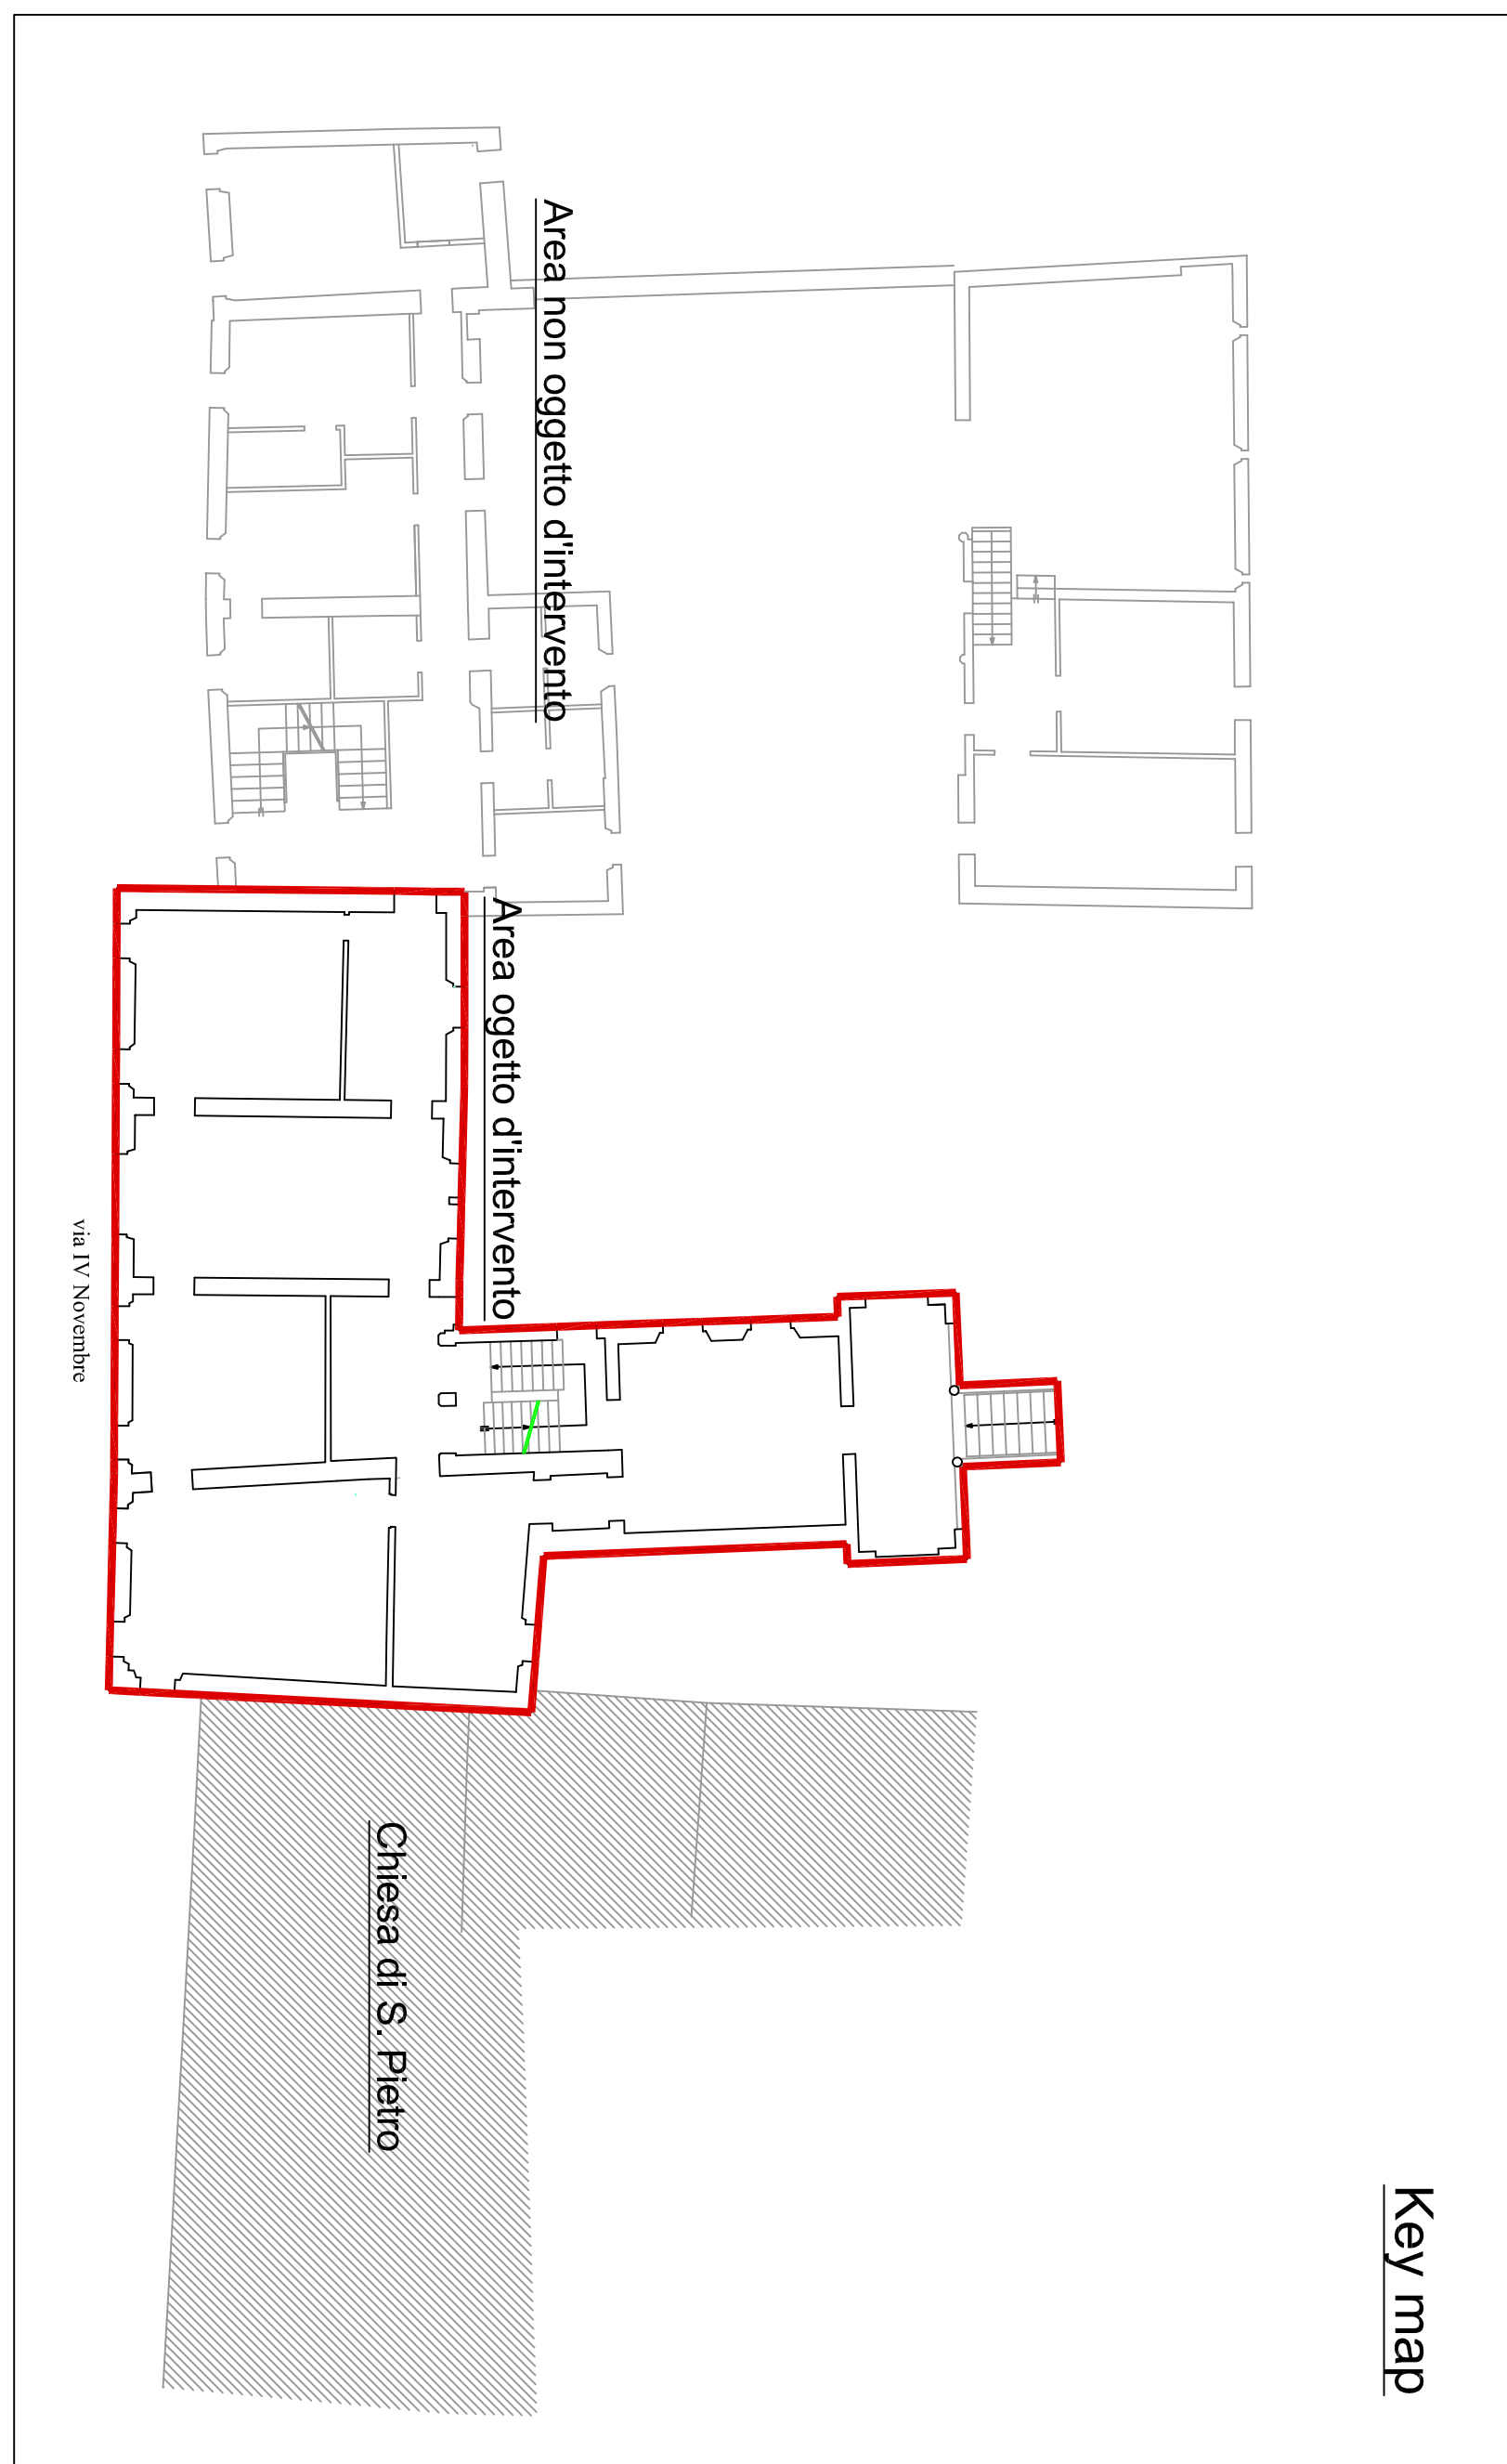 Key map
Area non oggetto d'intervento
Area ogetto d'intervento
Chiesa di S. Pietro
via IV Novembre